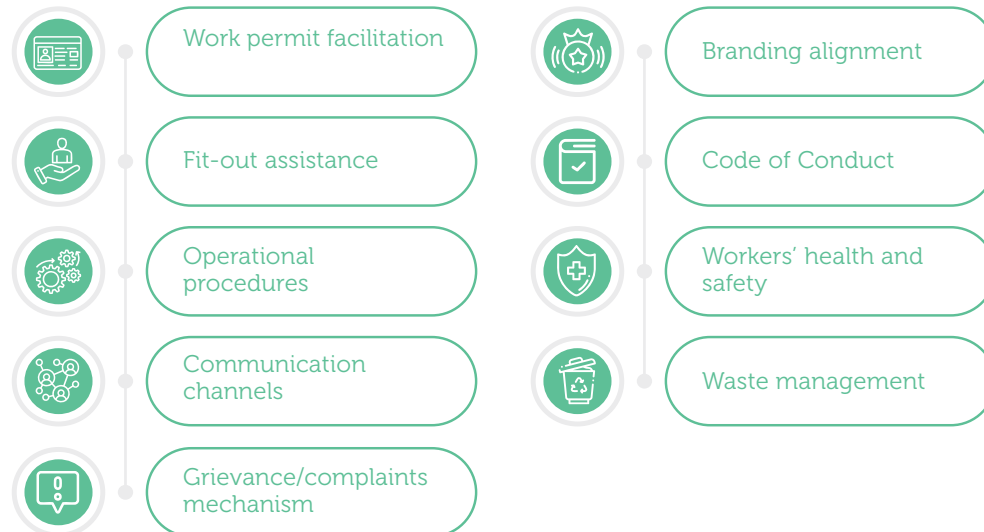 Work permit facilitation
Fit-out assistance
Operational
procedures
Communication
channels
Grievance/complaints
mechanism
Branding alignment
Code of Conduct
Workers’ health and
safety
Waste management